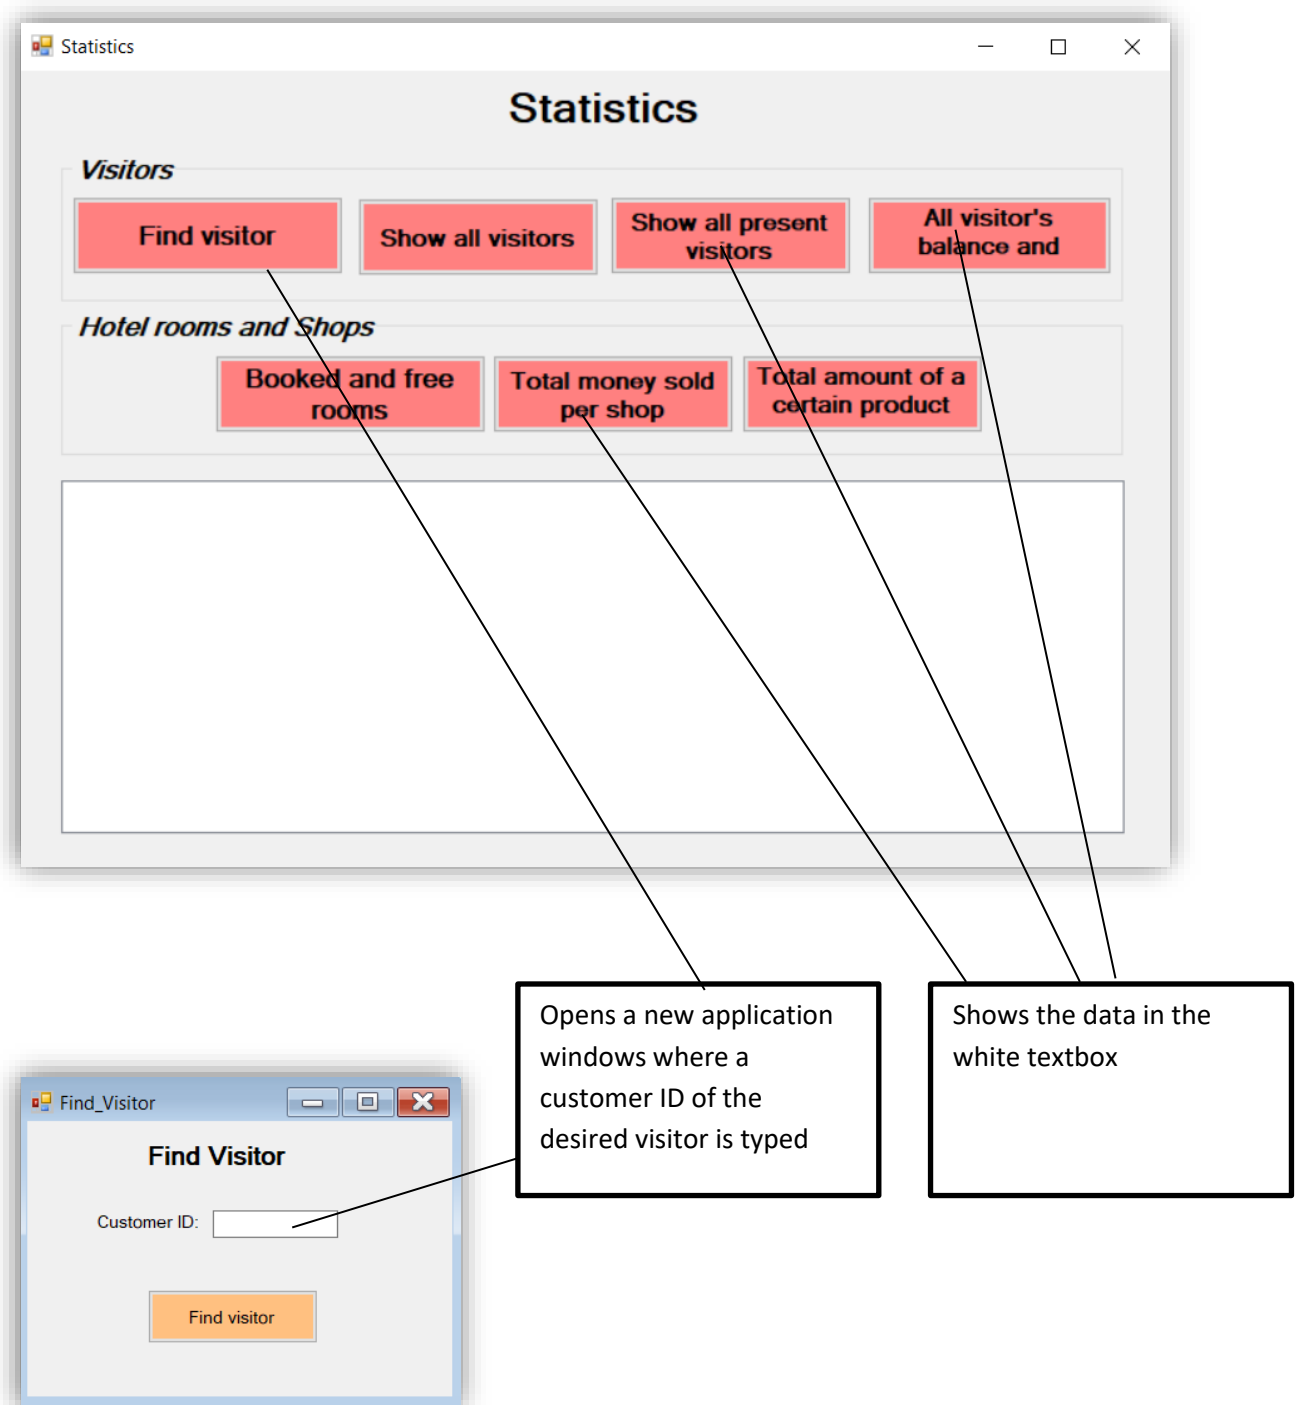 Statistics
Statistics
Visitors
Find visitor
Show all visitors
Show all present
visitors
All visitor's
balance and
Hotel rooms and Shops
Booked and free
rooms
Total money sold
per shop
Total amount of a
certain product
Opens a new application
windows where a
customer ID of the
desired visitor is typed
Shows the data in the
white textbox
Find_Visitor
Find Visitor
Customer ID:
Find visitor